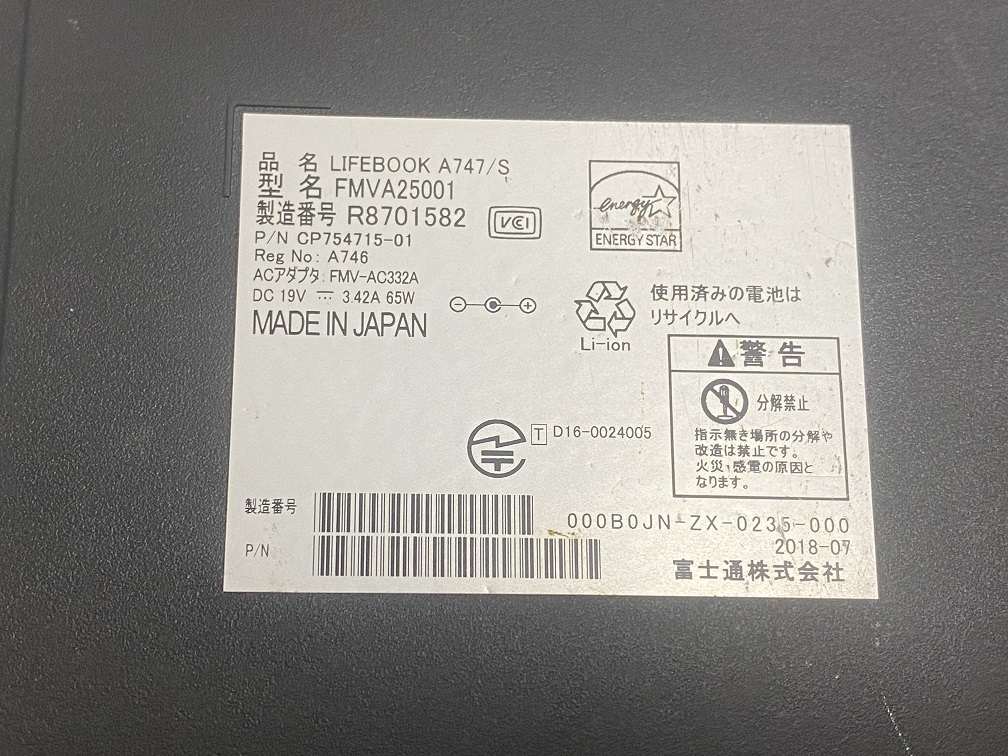 品 名 LIFEBOOK A747/S
型 名 FMVA25001
製造番号 R8701582
VCI
P/N CP754715-01
Reg No: A746
ACアダプタ: FMV-AC332A
DC 19V ⎓ 3.42A 65W
MADE IN JAPAN
energy
ENERGY STAR
使用済みの電池は
リサイクルへ
Li-ion
警告
分解禁止
指示無き場所の分解や
改造は禁止です。
火災・感電の原因と
なります。
T D16-0024005
製造番号
P/N
000B0JN-ZX-0235-000
2018-07
富士通株式会社